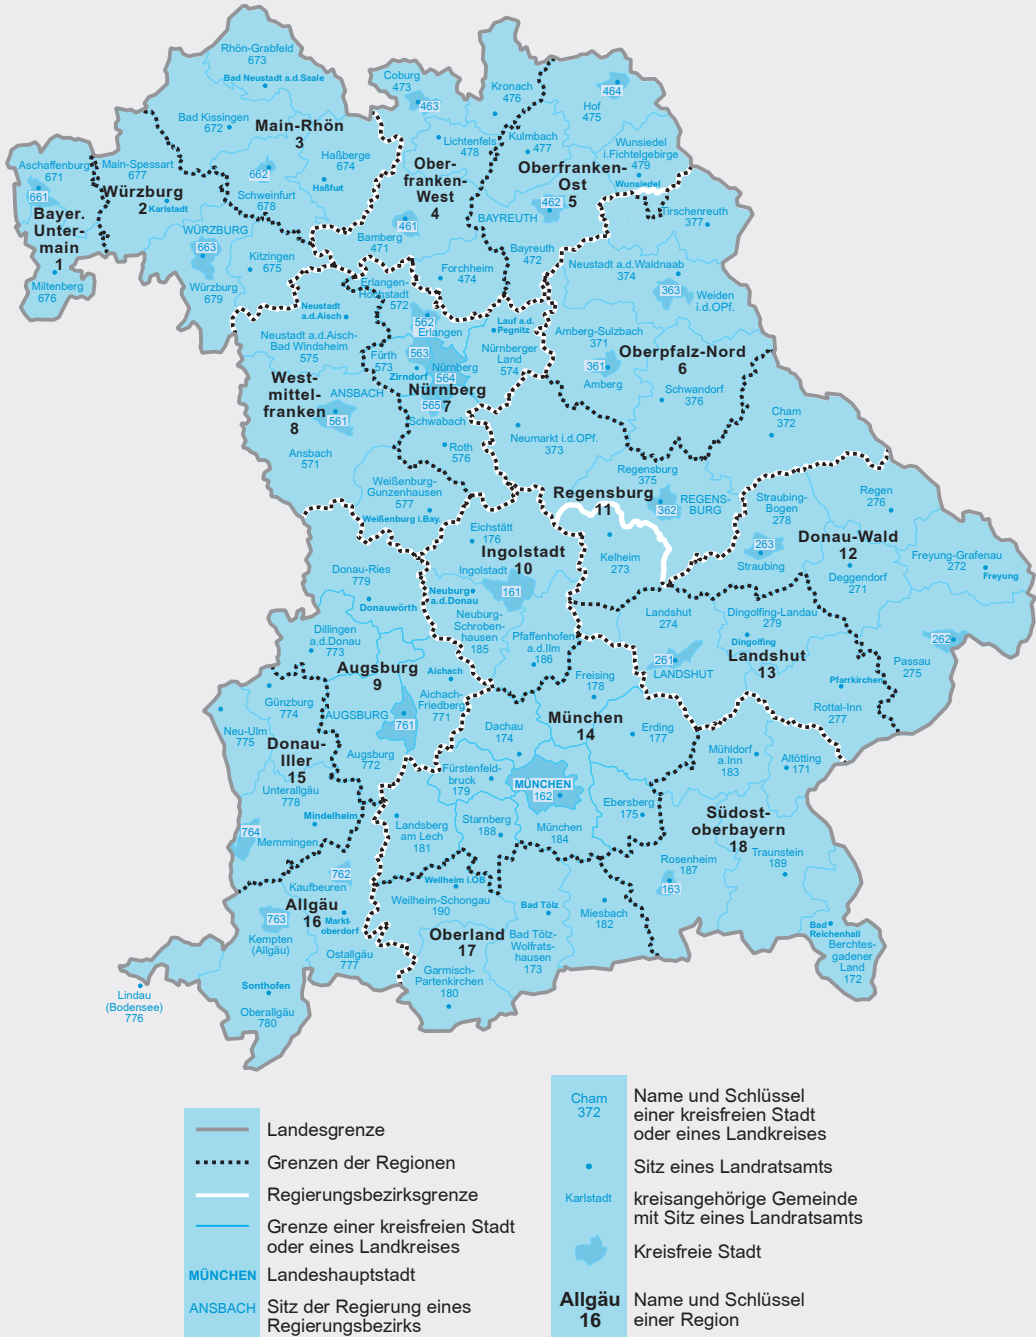 Rhön-Grabfeld
673
Bad Neustadt a.d.Saale
Coburg
473
463
Kronach
476
464
Hof
475
Bad Kissingen
672
Main-Rhön
3
Lichtenfels
478
Kulmbach
477
Wunsiedel
i.Fichtelgebirge
479
Wunsiedel
Aschaffenburg
671
Main-Spessart
677
662
Haßberge
674
Haßfurt
Ober-
franken-
West
4
Oberfranken-
Ost
5
661
Würzburg
2
Karlstadt
Schweinfurt
678
462
BAYREUTH
Tirschenreuth
377
Bayer.
Unter-
main
1
WÜRZBURG
663
461
Bamberg
471
Bayreuth
472
Kitzingen
675
Neustadt a.d.Waldnaab
374
Miltenberg
676
Würzburg
679
Forchheim
474
Erlangen-
Höchstadt
572
363
Weiden
i.d.OPf.
Neustadt
a.d.Aisch
562
Erlangen
Lauf a.d.
Pegnitz
Neustadt a.d.Aisch-
Bad Windsheim
575
Amberg-Sulzbach
371
Fürth
573
563
Nürnberger
Land
574
Oberpfalz-Nord
6
361
Amberg
Zirndorf
Nürnberg
564
West-
mittel-
franken
8
ANSBACH
561
Nürnberg
7
565
Schwabach
Schwandorf
376
Cham
372
Ansbach
571
Roth
576
Neumarkt i.d.OPf.
373
Weißenburg-
Gunzenhausen
577
Weißenburg i.Bay.
Regensburg
375
Regensburg
11
362
REGENS-
BURG
Straubing-
Bogen
278
Regen
276
Eichstätt
176
Ingolstadt
10
263
Straubing
Donau-Wald
12
Kelheim
273
Freyung-Grafenau
272
Freyung
Donau-Ries
779
Ingolstadt
161
Deggendorf
271
Donauwörth
Neuburg
a.d.Donau
Neuburg-
Schroben-
hausen
185
Landshut
274
Dingolfing-Landau
279
Dingolfing
Dillingen
a.d.Donau
773
Pfaffenhofen
a.d.Ilm
186
262
Augsburg
9
Aichach
261
LANDSHUT
Landshut
13
Passau
275
Freising
178
Pfarrkirchen
Günzburg
774
Aichach-
Friedberg
771
Rottal-Inn
277
AUGSBURG
761
München
14
Neu-Ulm
775
Dachau
174
Erding
177
Donau-
Iller
15
Augsburg
772
Mühldorf
a.Inn
183
Altötting
171
Fürstenfeld-
bruck
179
MÜNCHEN
162
Unterallgäu
778
Ebersberg
175
Mindelheim
Landsberg
am Lech
181
Starnberg
188
München
184
Südost-
oberbayern
18
764
Memmingen
Traunstein
189
Rosenheim
187
163
762
Kaufbeuren
Weilheim i.OB
Weilheim-Schongau
190
Allgäu
16
763
Markt-
oberdorf
Bad Tölz
Miesbach
182
Kempten
(Allgäu)
Oberland
17
Bad Tölz-
Wolfrats-
hausen
173
Bad
Reichenhall
Berchtes-
gadener
Land
172
Ostallgäu
777
Garmisch-
Partenkirchen
180
Lindau
(Bodensee)
776
Sonthofen
Oberallgäu
780
Landesgrenze
Grenzen der Regionen
Regierungsbezirksgrenze
Grenze einer kreisfreien Stadt
oder eines Landkreises
MÜNCHEN Landeshauptstadt
ANSBACH Sitz der Regierung eines
Regierungsbezirks
Cham
372
Name und Schlüssel
einer kreisfreien Stadt
oder eines Landkreises
Sitz eines Landratsamts
Karlstadt
kreisangehörige Gemeinde
mit Sitz eines Landratsamts
Kreisfreie Stadt
Allgäu
16
Name und Schlüssel
einer Region